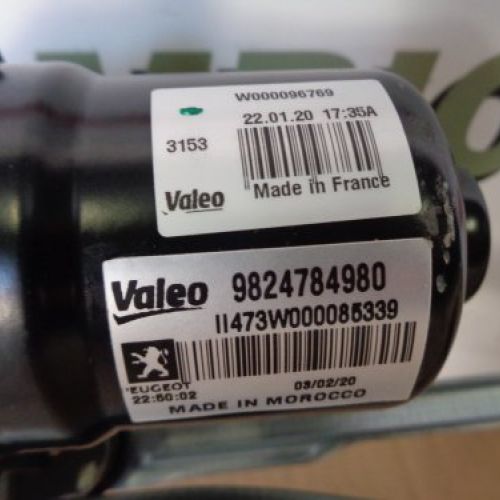 W000096769
22.01.20 17:35A
3153
Made in France
Valeo
Valeo 9824784980
II473W000085339
PEUGEOT
03/02/20
22:50:02
MADE IN MOROCCO